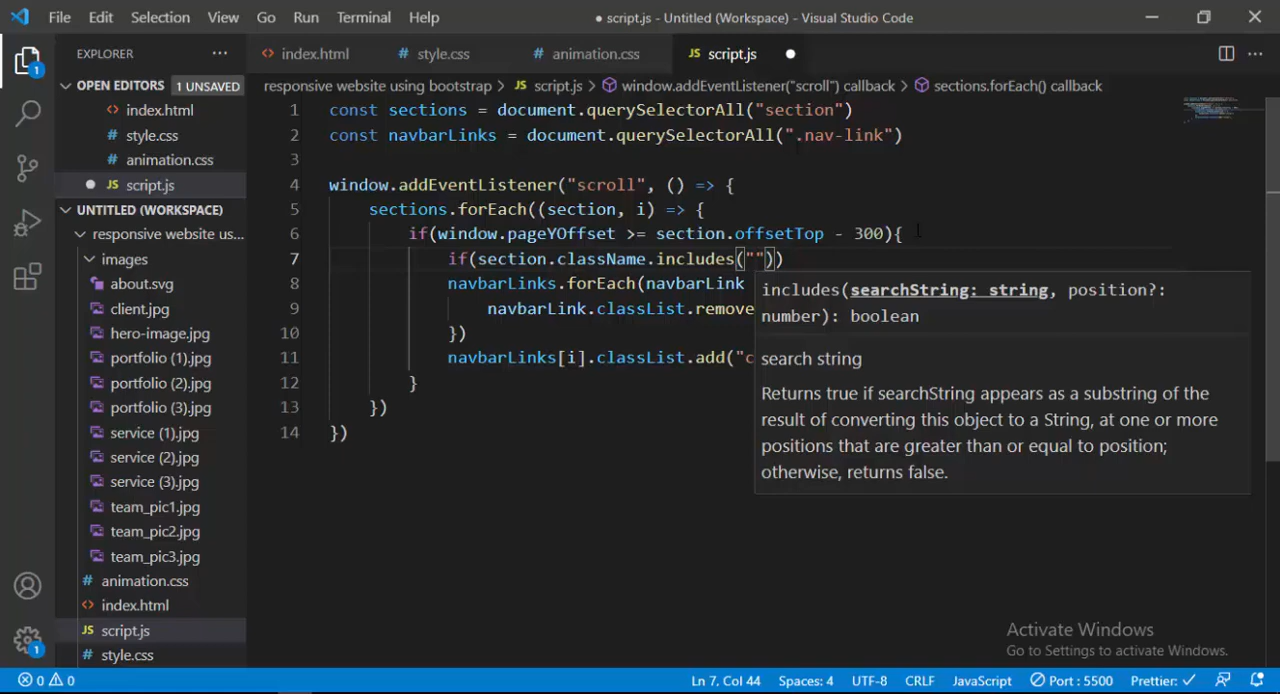 File Edit Selection View Go Run Terminal Help
● script.js - Untitled (Workspace) - Visual Studio Code
EXPLORER ···
<> index.html # style.css # animation.css JS script.js ●
OPEN EDITORS 1 UNSAVED
<> index.html
# style.css
# animation.css
● JS script.js
UNTITLED (WORKSPACE)
responsive website us...
images
about.svg
client.jpg
hero-image.jpg
portfolio (1).jpg
portfolio (2).jpg
portfolio (3).jpg
service (1).jpg
service (2).jpg
service (3).jpg
team_pic1.jpg
team_pic2.jpg
team_pic3.jpg
# animation.css
<> index.html
JS script.js
# style.css
1
1
responsive website using bootstrap > JS script.js > window.addEventListener("scroll") callback > sections.forEach() callback
1 const sections = document.querySelectorAll("section")
2 const navbarLinks = document.querySelectorAll(".nav-link")
3
4 window.addEventListener("scroll", () => {
5 sections.forEach((section, i) => {
6 if(window.pageYOffset >= section.offsetTop - 300){
7 if(section.className.includes(""))
8 navbarLinks.forEach(navbarLink
9 navbarLink.classList.remove
10 })
11 navbarLinks[i].classList.add("c
12 }
13 })
14 })
includes(searchString: string, position?:
number): boolean
search string
Returns true if searchString appears as a substring of the
result of converting this object to a String, at one or more
positions that are greater than or equal to position;
otherwise, returns false.
Activate Windows
Go to Settings to activate Windows.
0 0 Ln 7, Col 44 Spaces: 4 UTF-8 CRLF JavaScript Port : 5500 Prettier: ✓